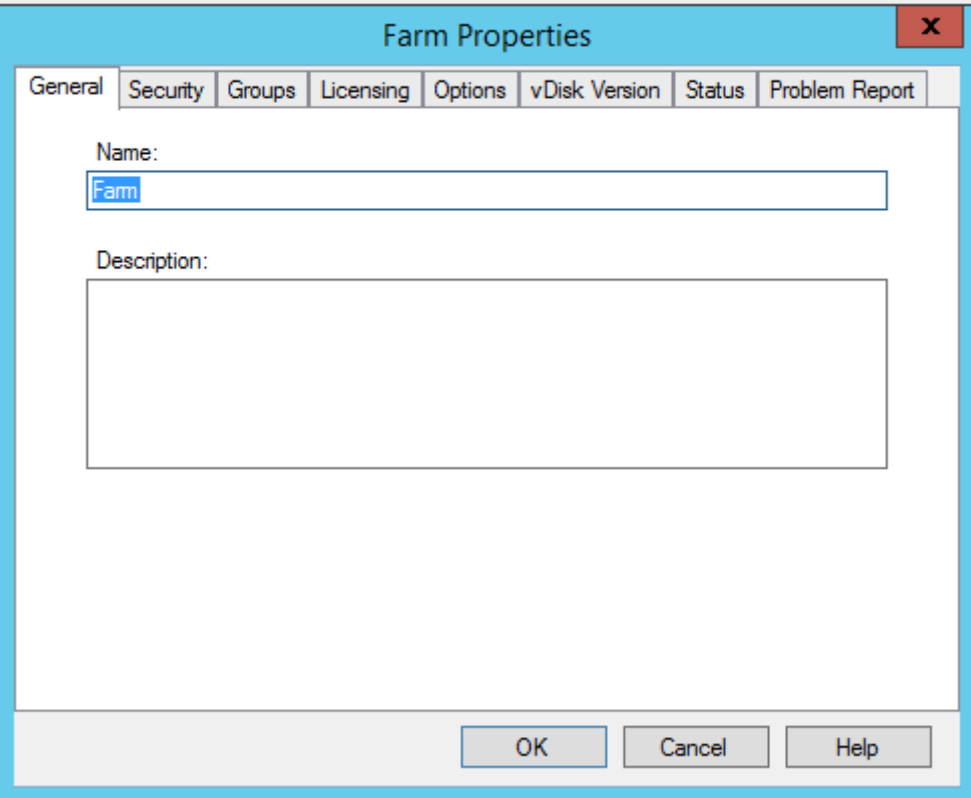 Farm Properties
x
General Security Groups Licensing Options vDisk Version Status Problem Report
Name:
Farm
Description:
OK Cancel Help